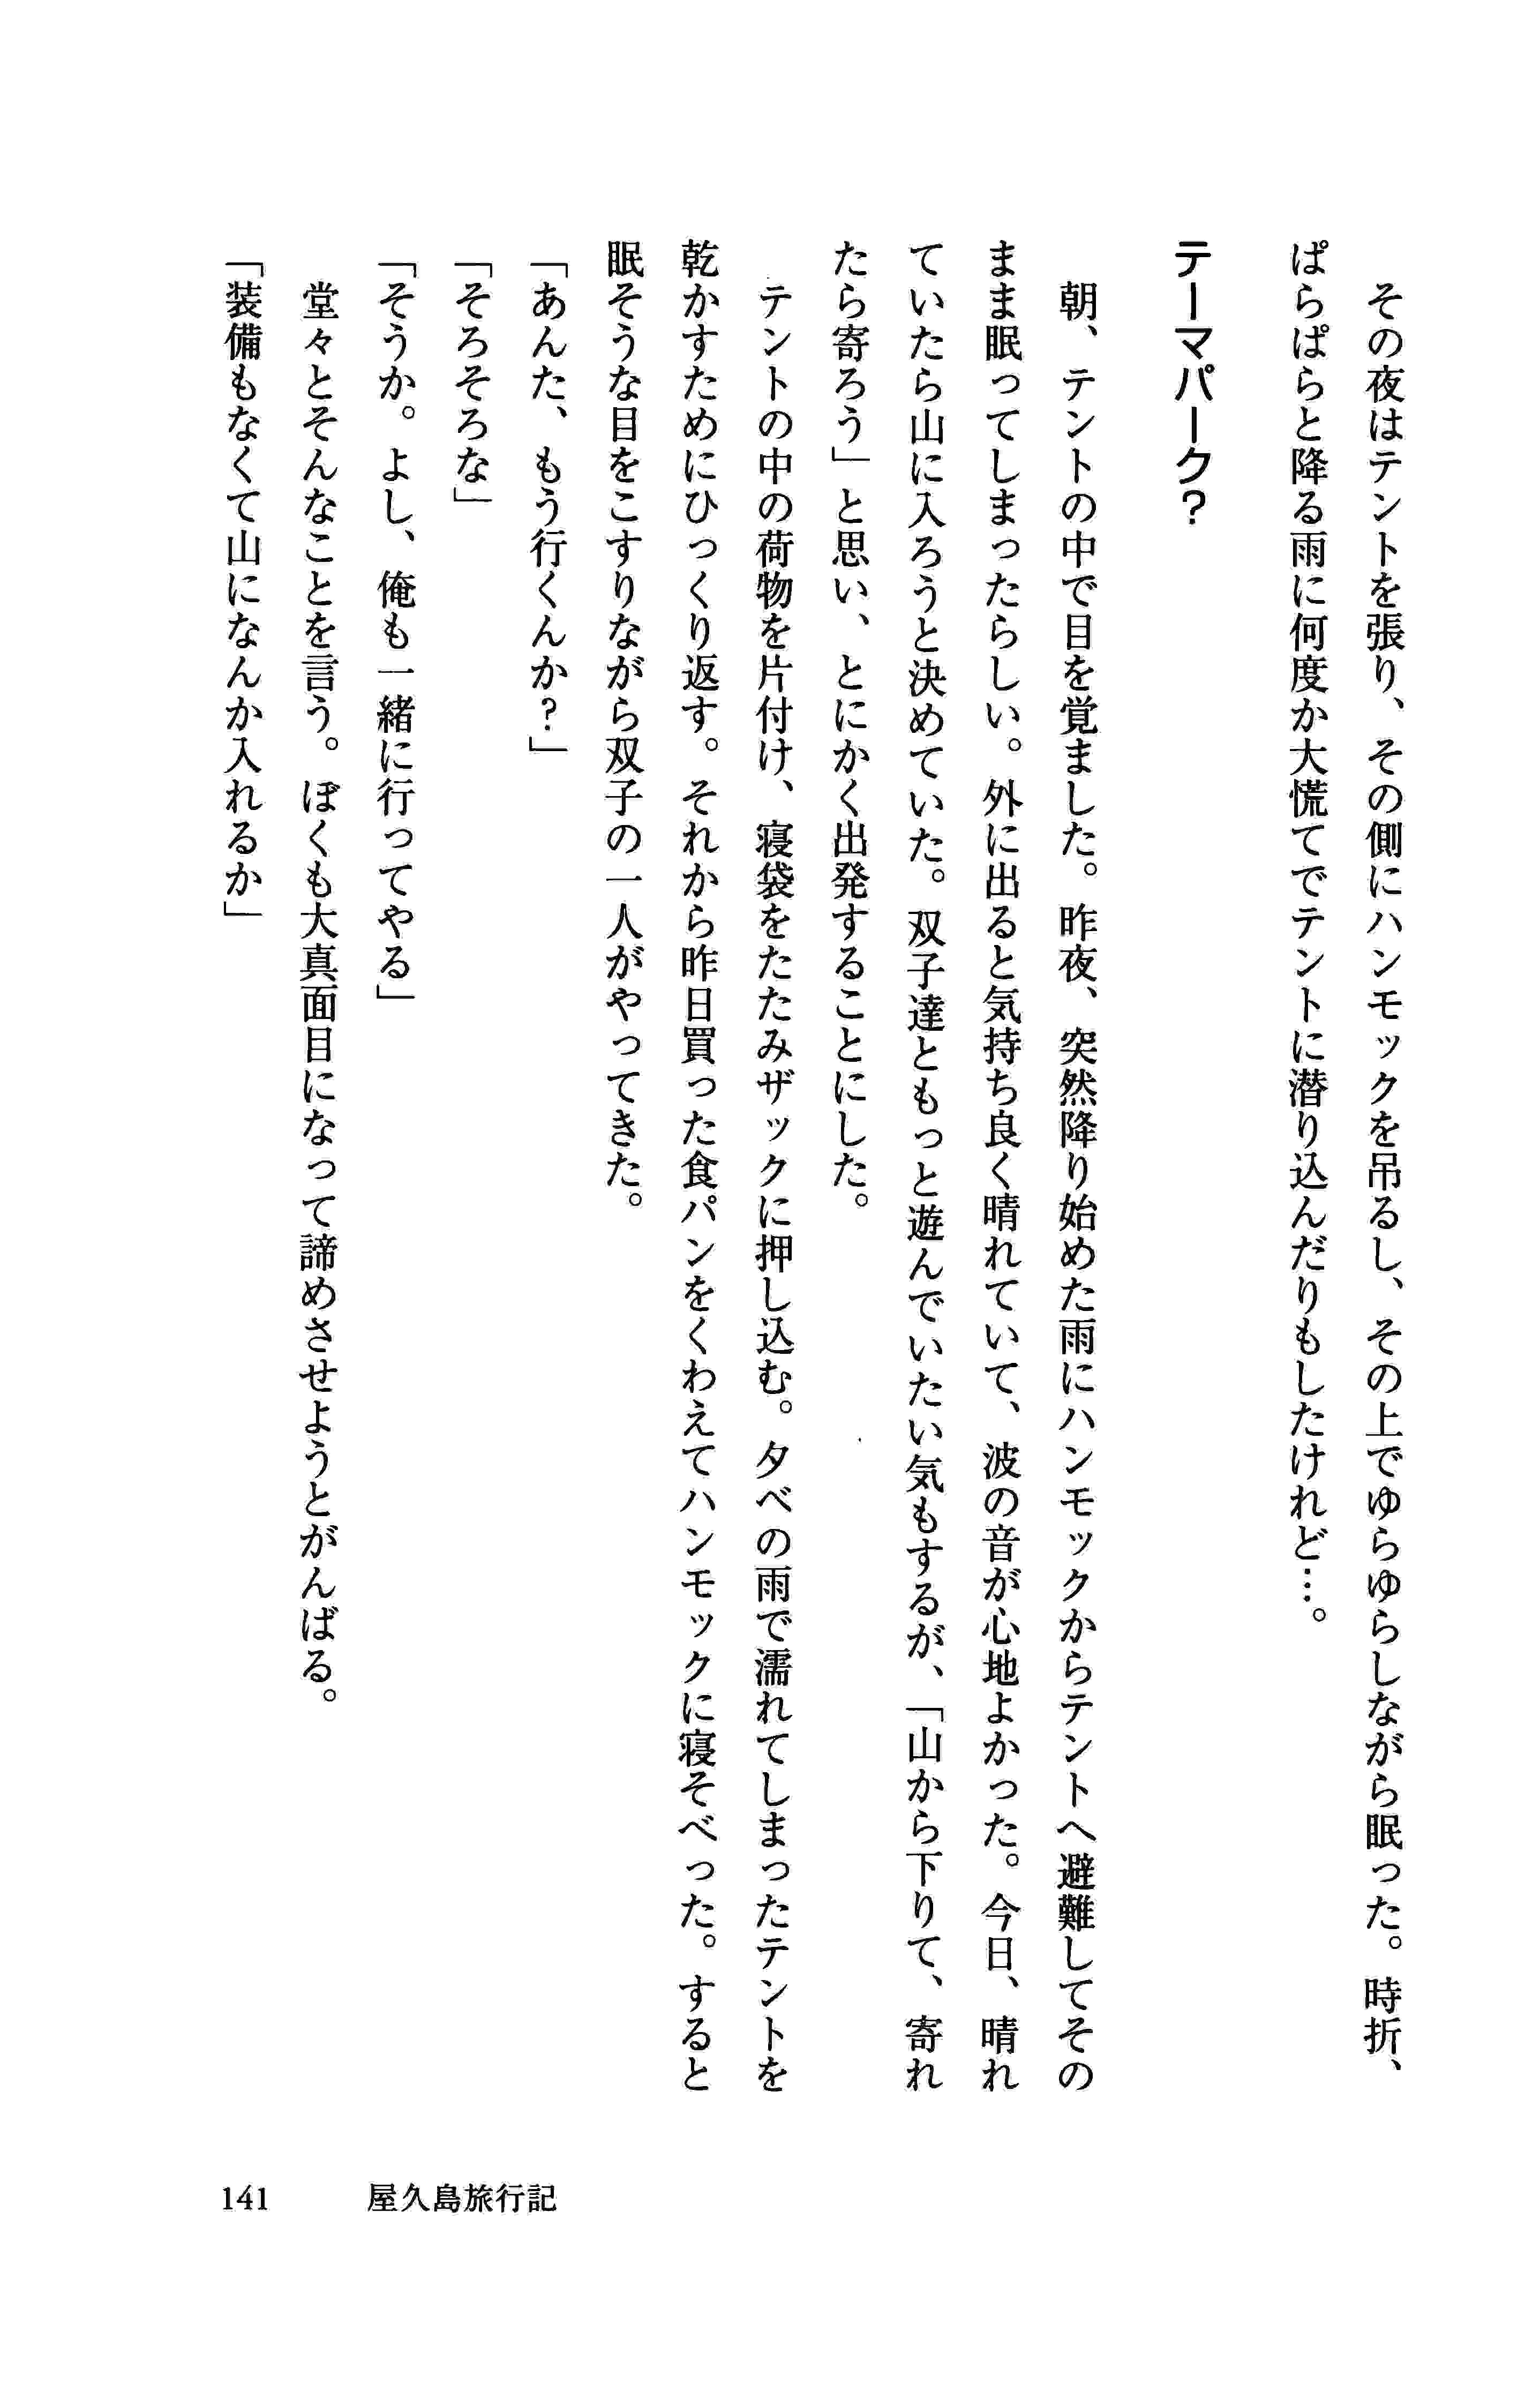 その夜はテントを張り、その側にハンモックを吊るし、その上でゆらゆらしながら眠った。時折、
ぱらぱらと降る雨に何度か大慌てでテントに潜り込んだりもしたけれど…。
テーマパーク？
朝、テントの中で目を覚ました。昨夜、突然降り始めた雨にハンモックからテントへ避難してその
まま眠ってしまったらしい。外に出ると気持ち良く晴れていて、波の音が心地よかった。今日、晴れ
ていたら山に入ろうと決めていた。双子達ともっと遊んでいたい気もするが、「山から下りて、寄れ
たら寄ろう」と思い、とにかく出発することにした。
テントの中の荷物を片付け、寝袋をたたみザックに押し込む。夕べの雨で濡れてしまったテントを
乾かすためにひっくり返す。それから昨日買った食パンをくわえてハンモックに寝そべった。すると
眠そうな目をこすりながら双子の一人がやってきた。
「あんた、もう行くんか？」
「そろそろな」
「そうか。よし、俺も一緒に行ってやる」
堂々とそんなことを言う。ぼくも大真面目になって諦めさせようとがんばる。
「装備もなくて山になんか入れるか」
141 屋久島旅行記